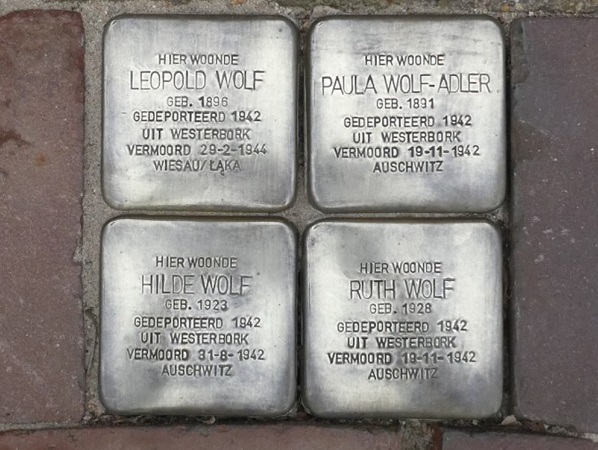 HIER WOONDE
LEOPOLD WOLF
GEB. 1896
GEDEPORTEERD 1942
UIT WESTERBORK
VERMOORD 29-2-1944
WIESAU/ŁĄKA
HIER WOONDE
PAULA WOLF-ADLER
GEB. 1891
GEDEPORTEERD 1942
UIT WESTERBORK
VERMOORD 19-11-1942
AUSCHWITZ
HIER WOONDE
HILDE WOLF
GEB. 1923
GEDEPORTEERD 1942
UIT WESTERBORK
VERMOORD 31-8-1942
AUSCHWITZ
HIER WOONDE
RUTH WOLF
GEB. 1928
GEDEPORTEERD 1942
UIT WESTERBORK
VERMOORD 19-11-1942
AUSCHWITZ